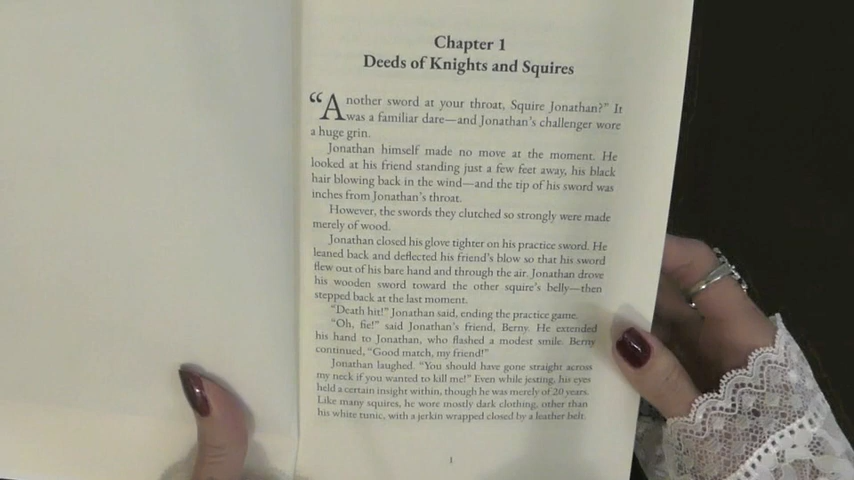 Chapter 1
Deeds of Knights and Squires
“Another sword at your throat, Squire Jonathan?” It
was a familiar dare—and Jonathan’s challenger wore
a huge grin.
Jonathan himself made no move at the moment. He
looked at his friend standing just a few feet away, his black
hair blowing back in the wind—and the tip of his sword was
inches from Jonathan’s throat.
However, the swords they clutched so strongly were made
merely of wood.
Jonathan closed his glove tighter on his practice sword. He
leaned back and deflected his friend’s blow so that his sword
flew out of his bare hand and through the air. Jonathan drove
his wooden sword toward the other squire’s belly—then
stepped back at the last moment.
“Death hit!” Jonathan said, ending the practice game.
“Oh, fie!” said Jonathan’s friend, Berny. He extended
his hand to Jonathan, who flashed a modest smile. Berny
continued, “Good match, my friend!”
Jonathan laughed. “You should have gone straight across
my neck if you wanted to kill me!” Even while jesting, his eyes
held a certain insight within, though he was merely of 20 years.
Like many squires, he wore mostly dark clothing, other than
his white tunic, with a jerkin wrapped closed by a leather belt.
1